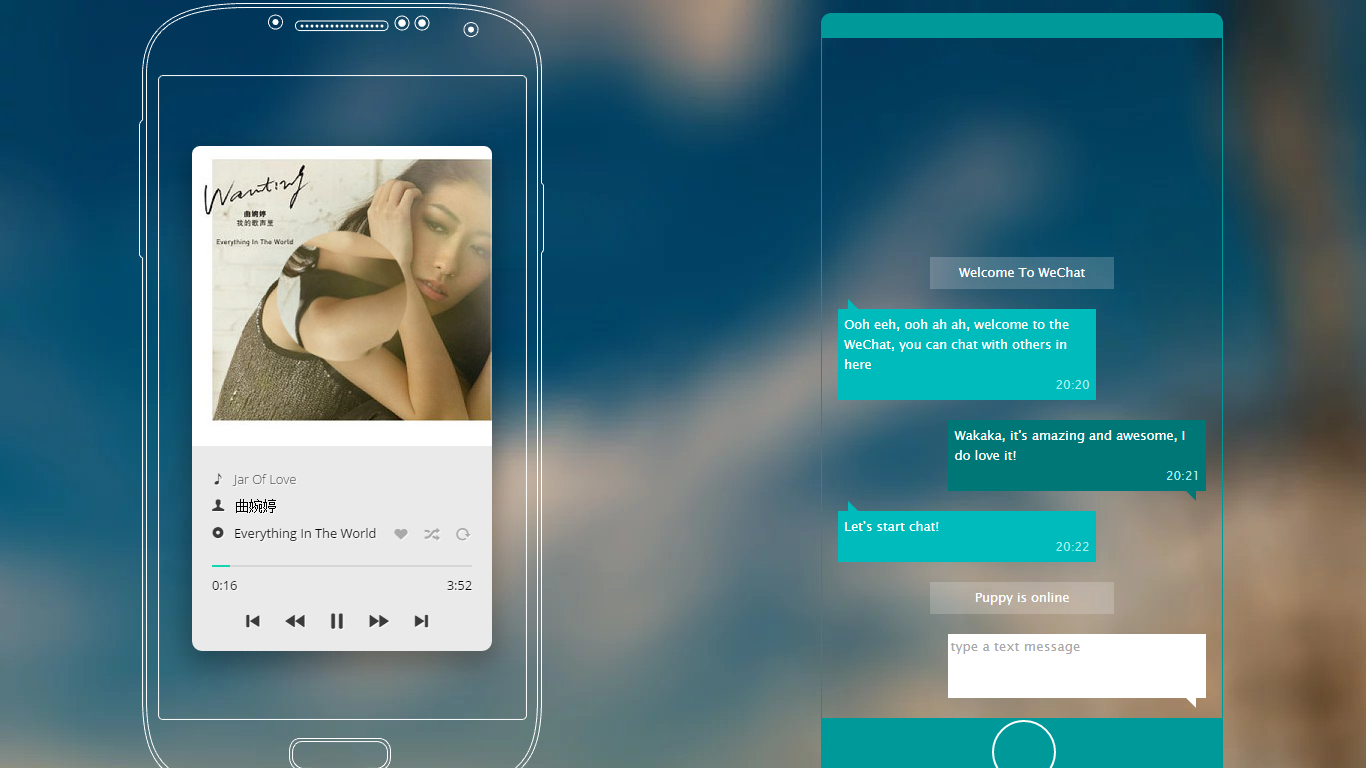 Wanting
曲婉婷
我的歌声里
Everything In The World
Jar Of Love
曲婉婷
Everything In The World
0:16 3:52
Welcome To WeChat
Ooh eeh, ooh ah ah, welcome to the
WeChat, you can chat with others in
here
20:20
Wakaka, it's amazing and awesome, I
do love it!
20:21
Let's start chat!
20:22
Puppy is online
type a text message